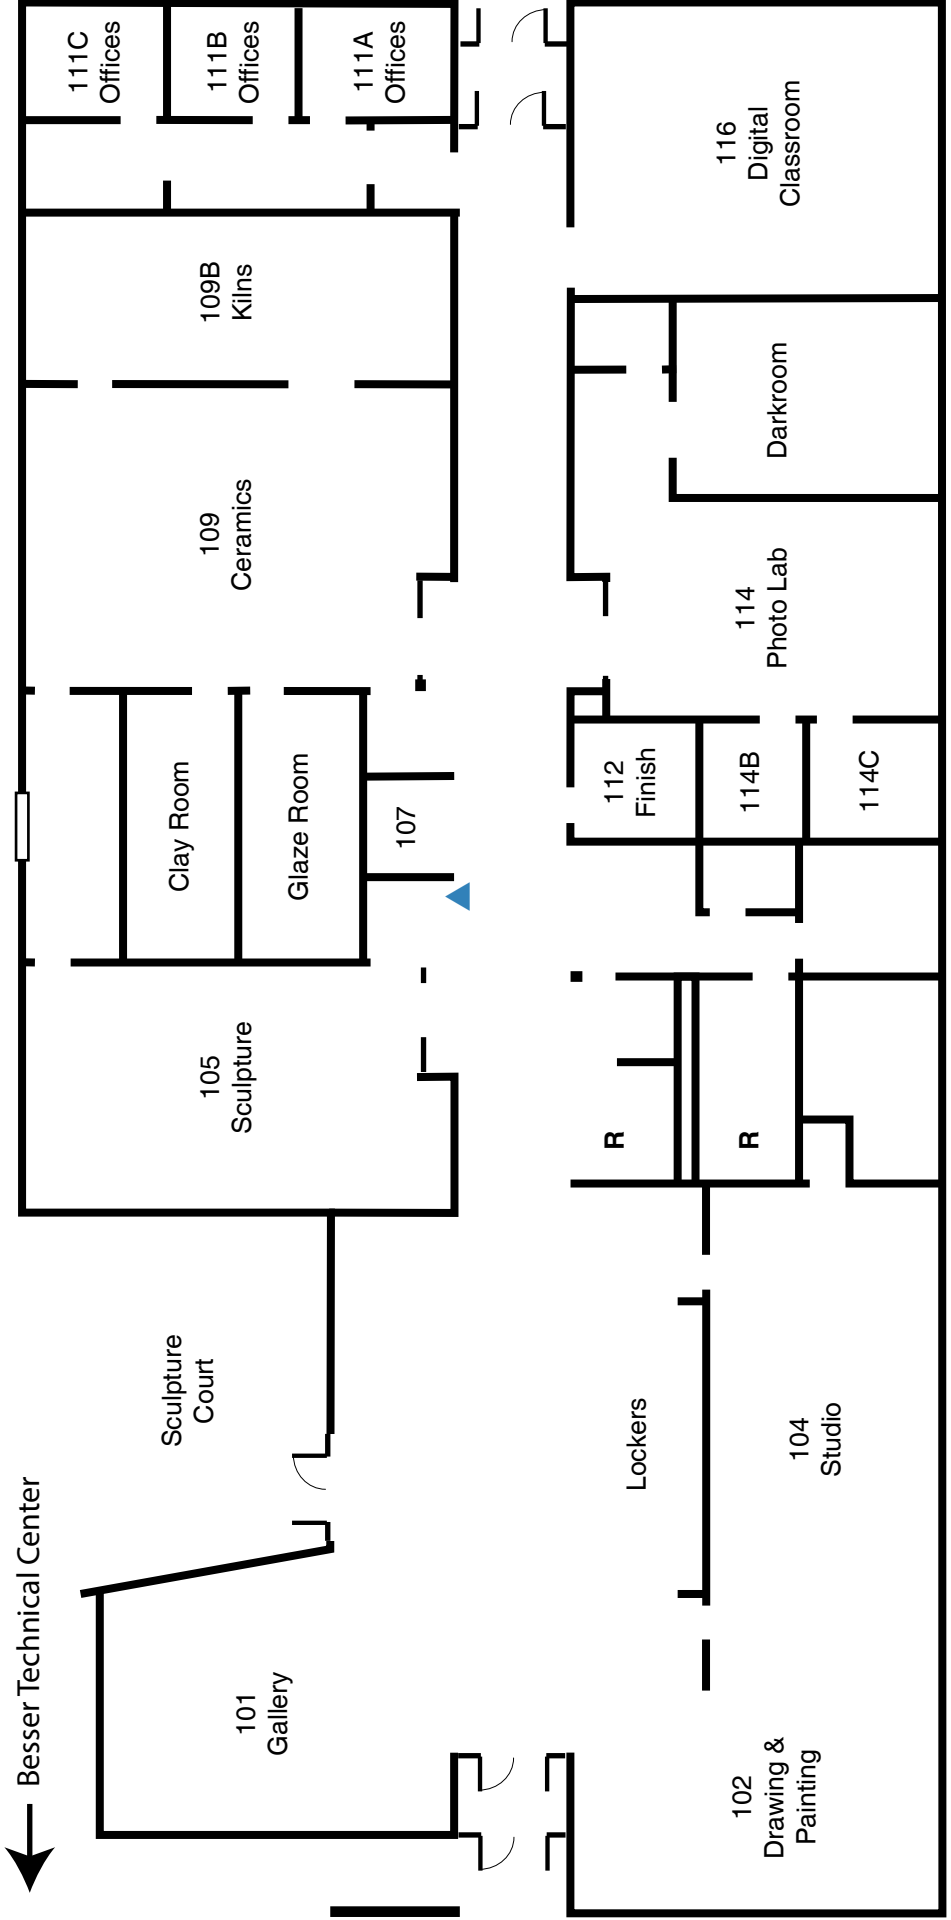 Besser Technical Center
101
Gallery
Sculpture
Court
105
Sculpture
Clay Room
Glaze Room
107
109
Ceramics
109B
Kilns
111C
Offices
111B
Offices
111A
Offices
102
Drawing &
Painting
Lockers
104
Studio
R
R
112
Finish
114B
114C
114
Photo Lab
Darkroom
116
Digital
Classroom